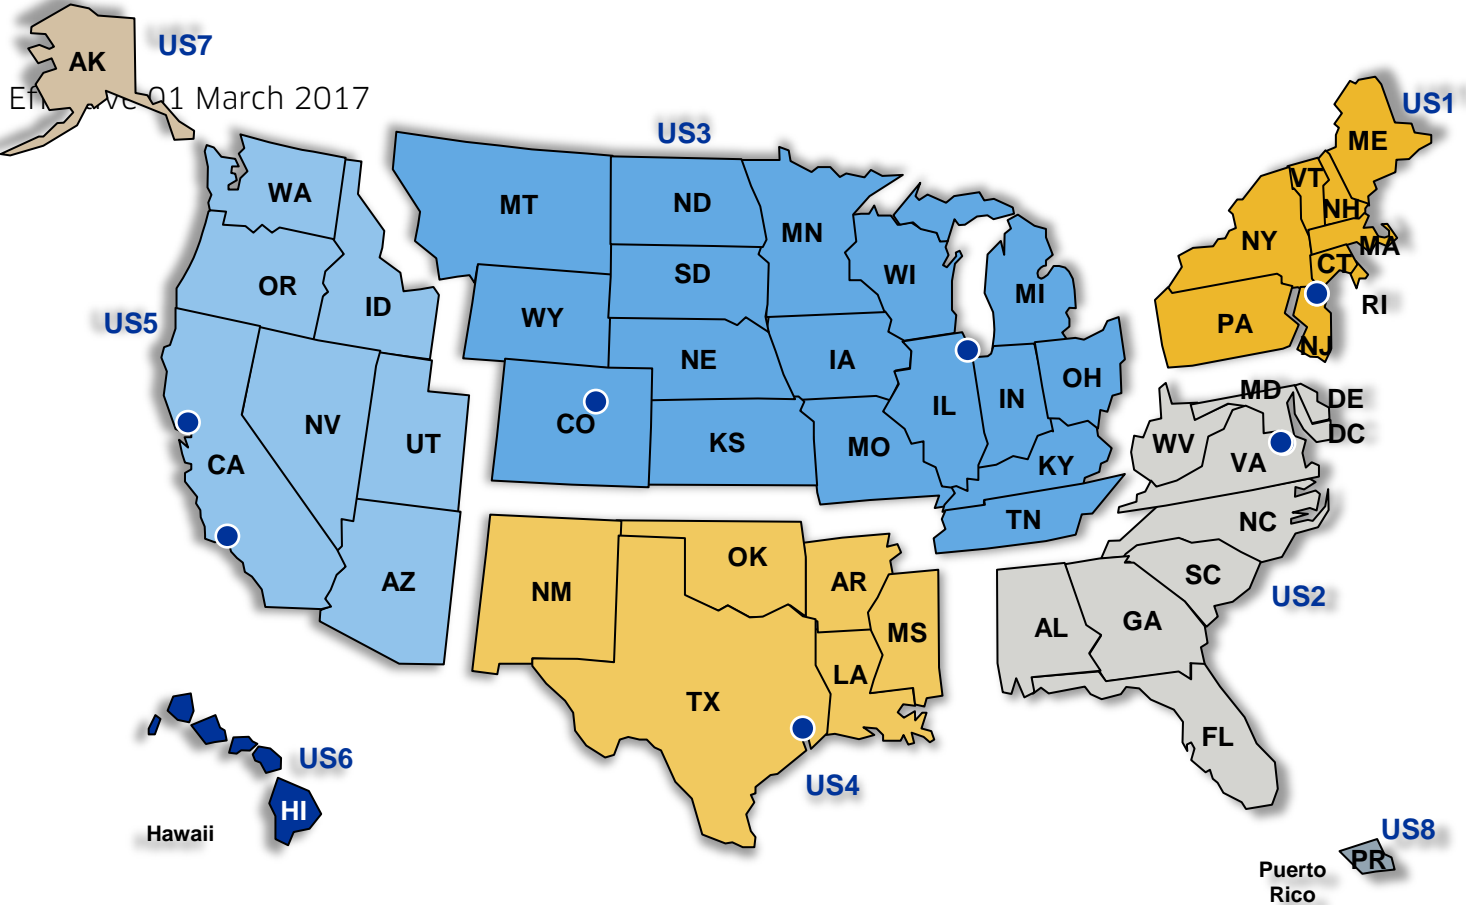 US7
AK
Effective 01 March 2017
US3
US1
ME
VT
NH
WA
MT
ND
MN
NY
MA
CT
OR
ID
SD
WI
MI
RI
WY
US5
PA
NJ
NE
IA
OH
MD
DE
NV
UT
CO
KS
MO
IL
IN
DC
WV
VA
CA
KY
TN
NC
OK
AR
SC
US2
AZ
NM
MS
AL
GA
LA
TX
FL
US6
US4
HI
Hawaii
US8
PR
Puerto
Rico